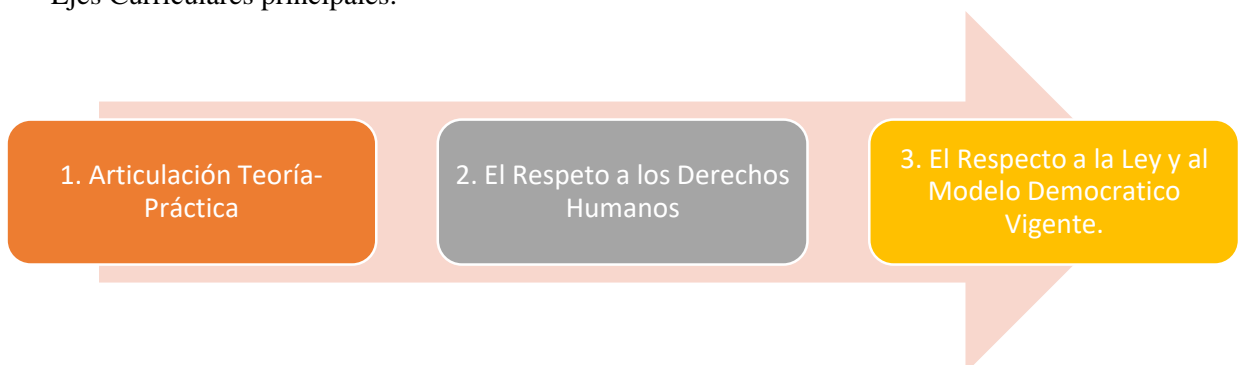 Ejes Curriculares principales:
1. Articulación Teoría-
Práctica
2. El Respeto a los Derechos
Humanos
3. El Respecto a la Ley y al
Modelo Democratico
Vigente.